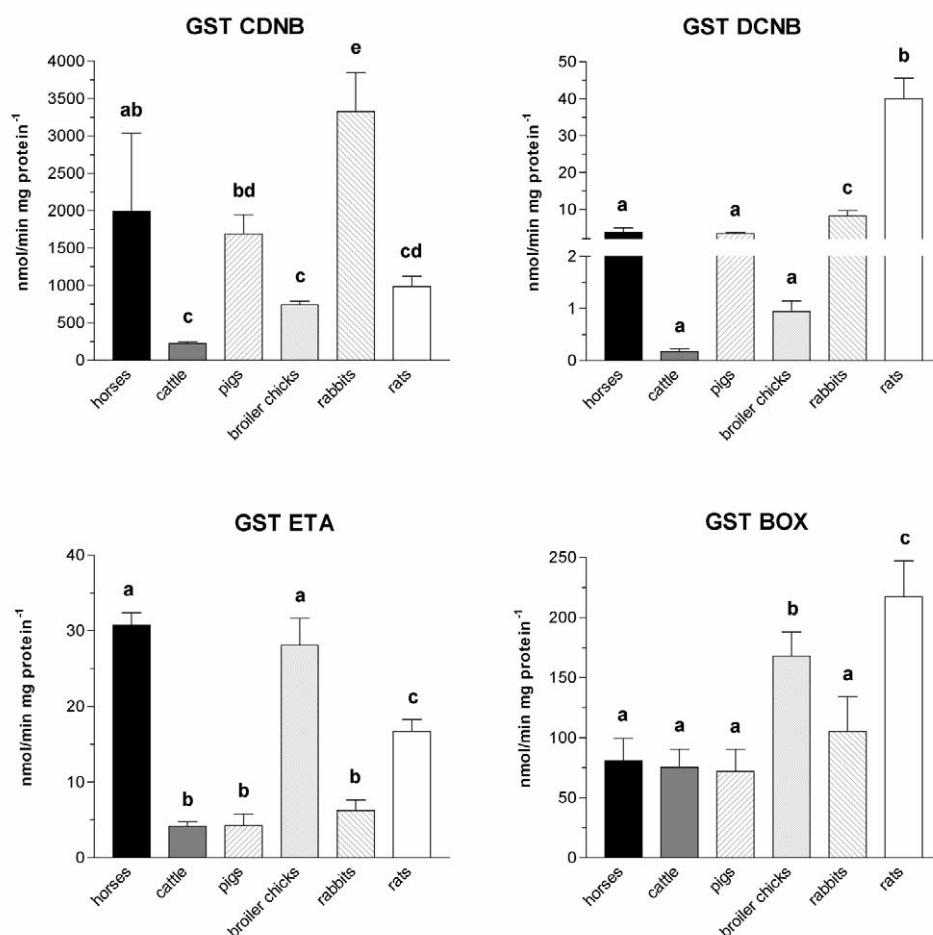 GST CDNB
nmol/min mg protein-1
4000
3500
3000
2500
2000
1500
1000
500
0
ab
c
bd
c
e
cd
horses
cattle
pigs
broiler chicks
rabbits
rats
GST DCNB
nmol/min mg protein-1
50
40
30
20
10
2
1
0
a
a
a
a
c
b
horses
cattle
pigs
broiler chicks
rabbits
rats
GST ETA
nmol/min mg protein-1
40
30
20
10
0
a
b
b
a
b
c
horses
cattle
pigs
broiler chicks
rabbits
rats
GST BOX
nmol/min mg protein-1
250
200
150
100
50
0
a
a
a
b
a
c
horses
cattle
pigs
broiler chicks
rabbits
rats